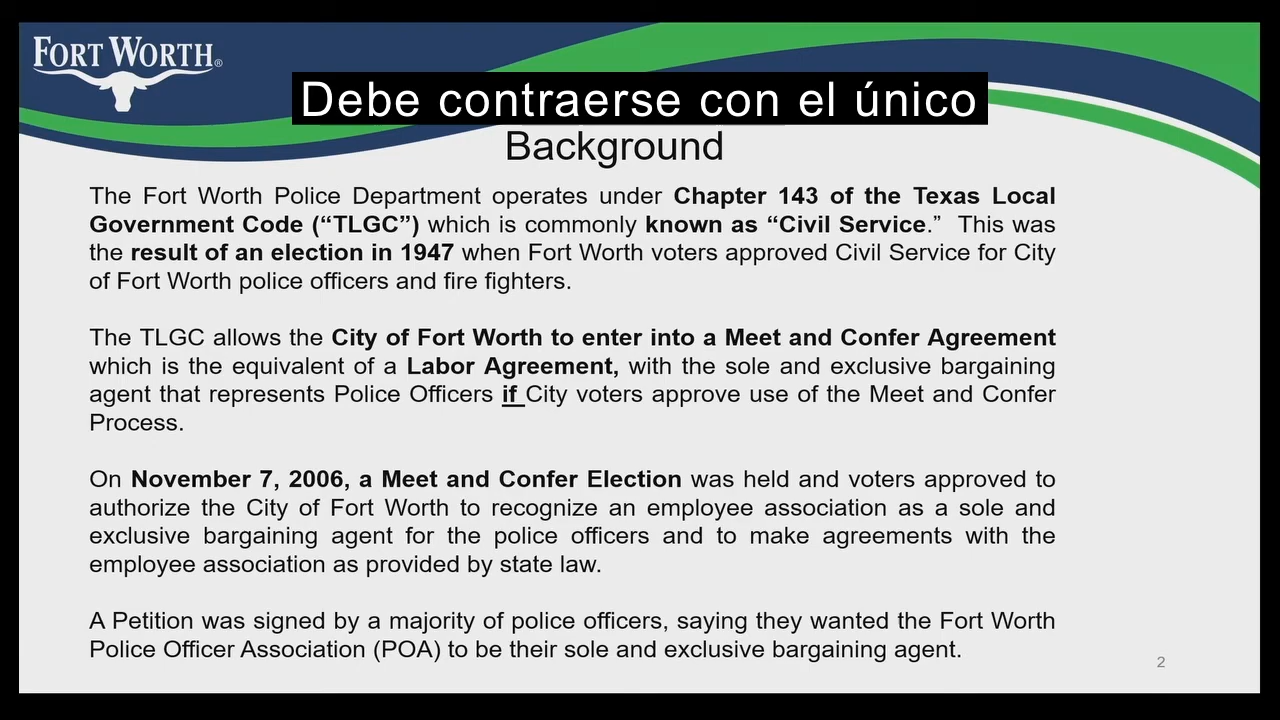 FORT WORTH®
Debe contraerse con el único
Background
The Fort Worth Police Department operates under Chapter 143 of the Texas Local
Government Code (“TLGC”) which is commonly known as “Civil Service.”  This was
the result of an election in 1947 when Fort Worth voters approved Civil Service for City
of Fort Worth police officers and fire fighters.
The TLGC allows the City of Fort Worth to enter into a Meet and Confer Agreement
which is the equivalent of a Labor Agreement, with the sole and exclusive bargaining
agent that represents Police Officers if City voters approve use of the Meet and Confer
Process.
On November 7, 2006, a Meet and Confer Election was held and voters approved to
authorize the City of Fort Worth to recognize an employee association as a sole and
exclusive bargaining agent for the police officers and to make agreements with the
employee association as provided by state law.
A Petition was signed by a majority of police officers, saying they wanted the Fort Worth
Police Officer Association (POA) to be their sole and exclusive bargaining agent.
2